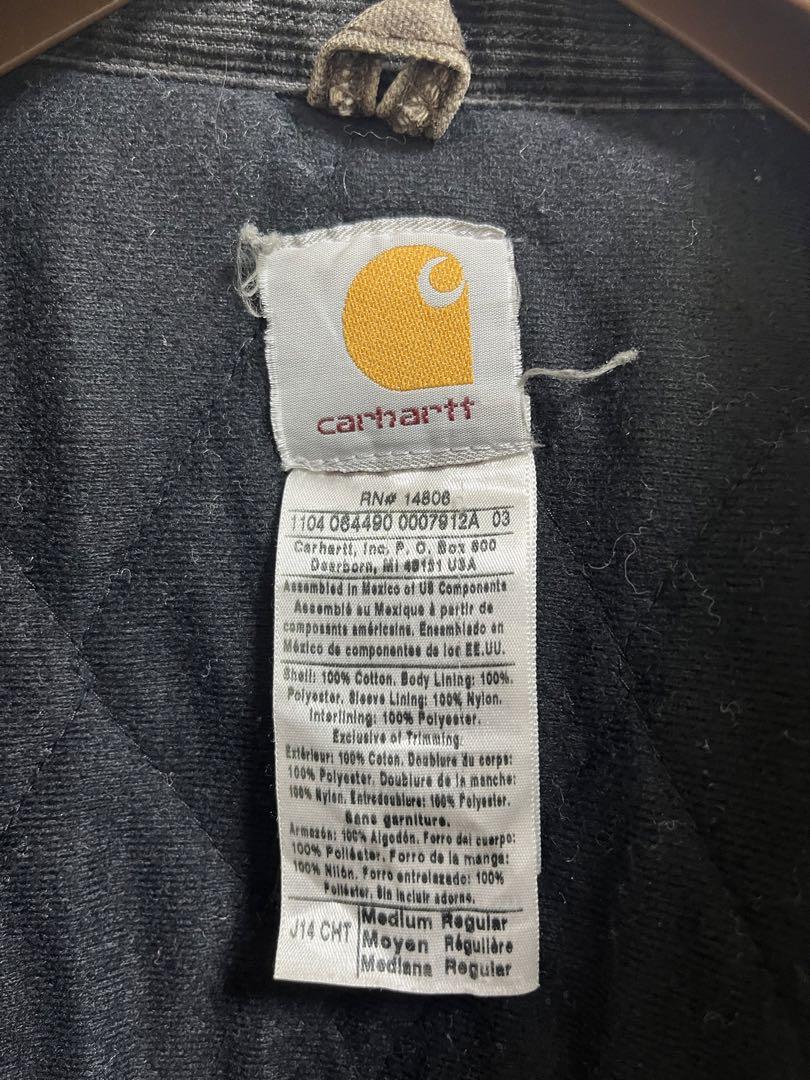 carhartt
RN# 14806
1104 064490 0007912A 03
Carhartt, Inc. P. O. Box 600
Dearborn, MI 48121 USA
Assembled in Mexico of US Components
Assemblé au Mexique à partir de
composants américains. Ensamblado en
México de componentes de los EE.UU.
Shell: 100% Cotton. Body Lining: 100%
Polyester. Sleeve Lining: 100% Nylon.
Interlining: 100% Polyester.
Exclusive of Trimming.
Extérieur: 100% Coton. Doublure du corps:
100% Polyester. Doublure de la manche:
100% Nylon. Entredoublure: 100% Polyester.
Sans garniture.
Armazón: 100% Algodón. Forro del cuerpo:
100% Poliéster. Forro de la manga:
100% Nilón. Forro entrelazado: 100%
Poliéster. Sin incluir adorno.
J14 CHT
Medium Regular
Moyen Régulière
Mediana Regular